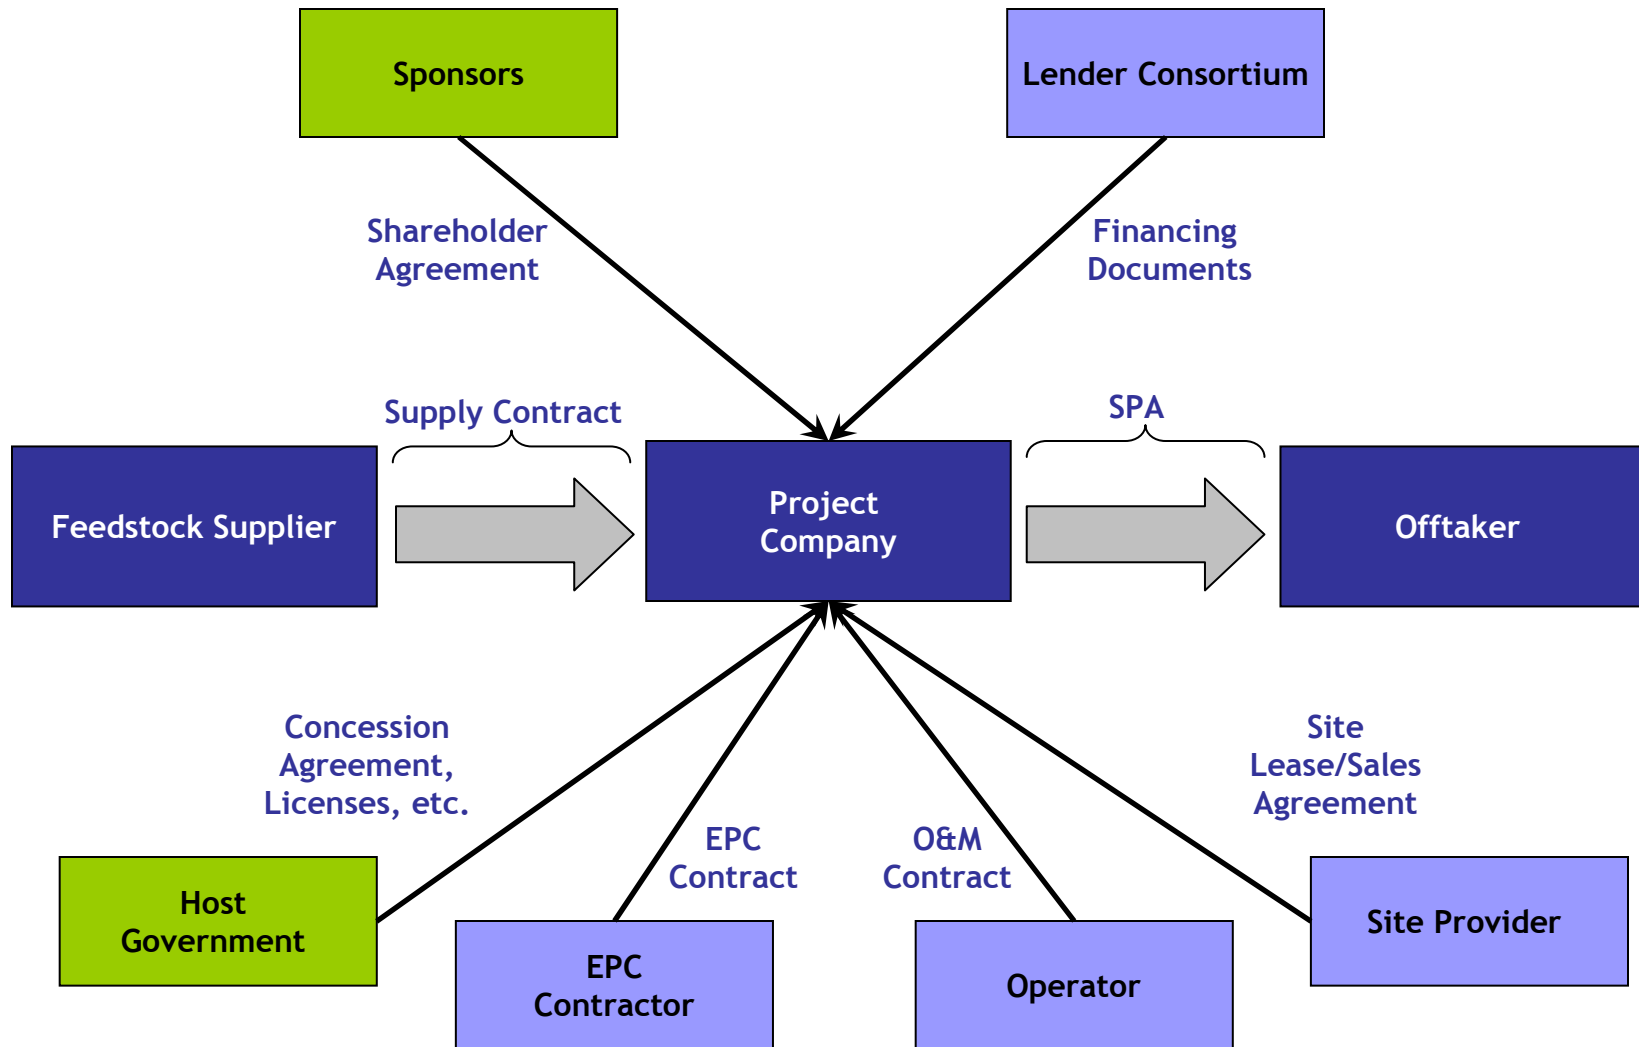 Sponsors
Lender Consortium
Shareholder
Agreement
Financing
Documents
Supply Contract
SPA
Feedstock Supplier
Project
Company
Offtaker
Concession
Agreement,
Licenses, etc.
Site
Lease/Sales
Agreement
EPC
Contract
O&M
Contract
Host
Government
EPC
Contractor
Operator
Site Provider